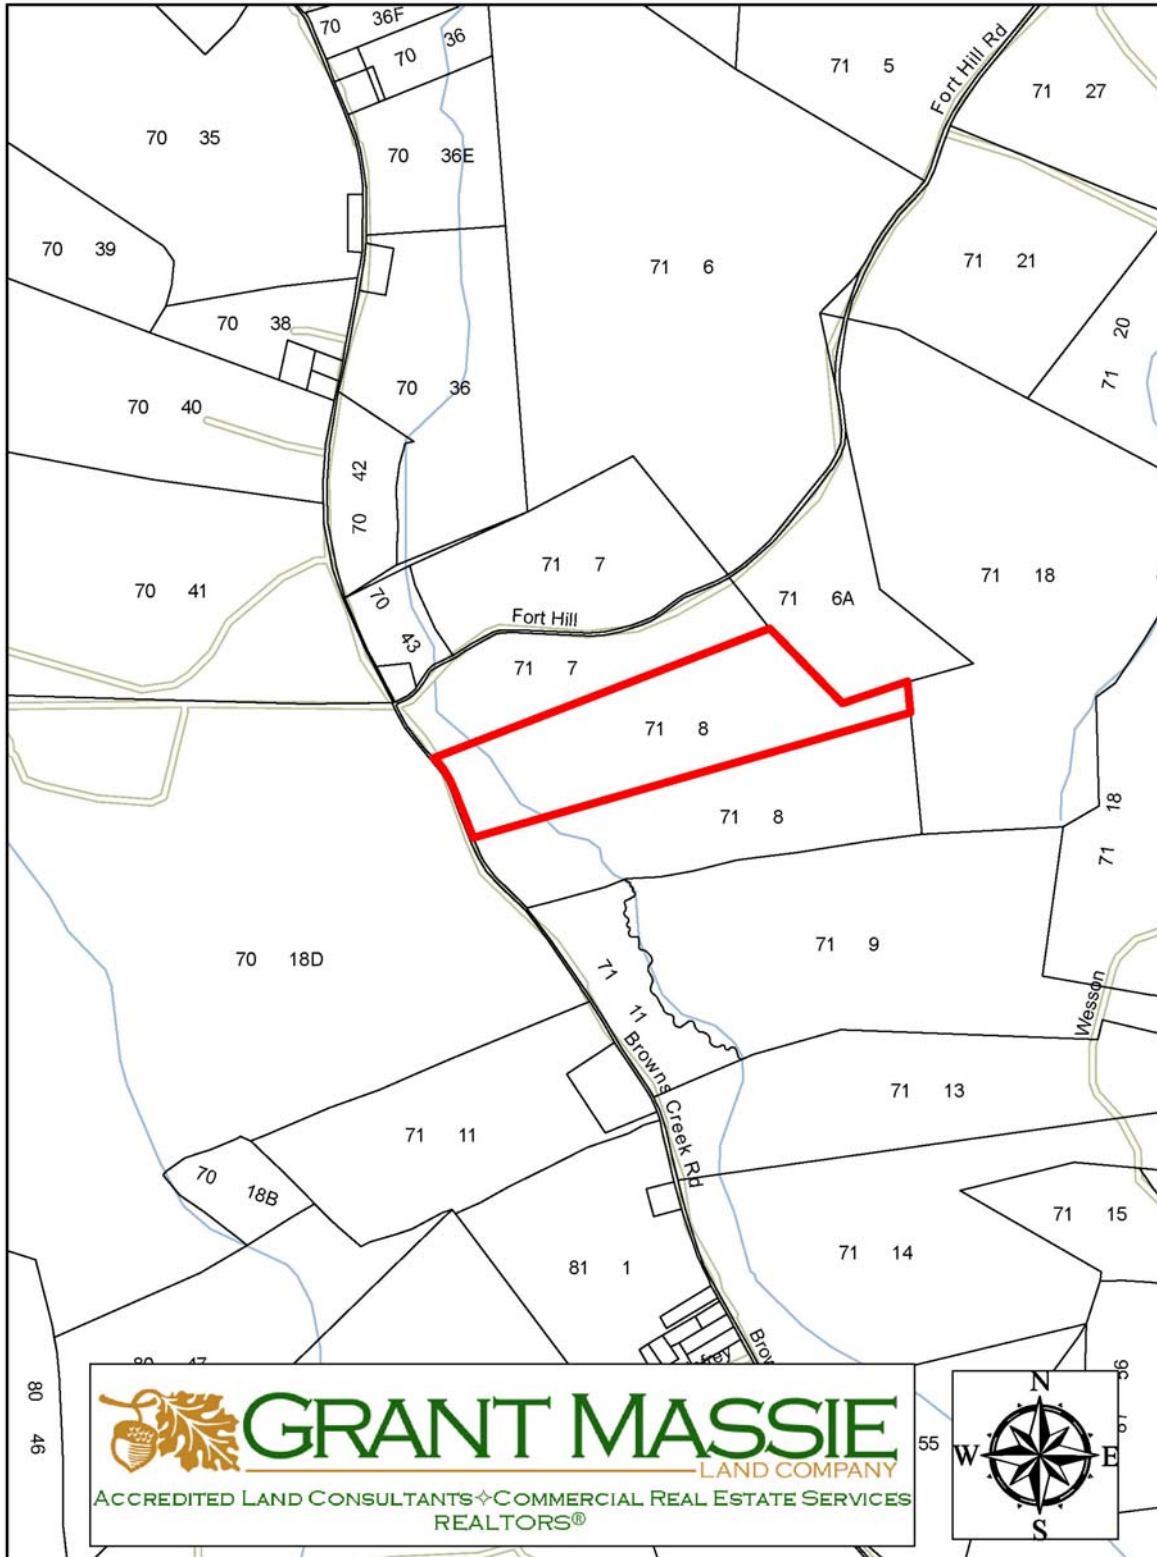 70 36F
70 36
71 5
Fort Hill Rd
71 27
70 35
70 36E
70 39
71 6
71 21
70 38
71 20
70 36
70 40
70 42
71 7
71 18
70 41
71 6A
70 43
Fort Hill
71 7
71 8
71 8
71 18
71 9
70 18D
71 11
Wesson
Browns Creek Rd
71 13
71 11
70 18B
71 15
71 14
81 1
80 46
55
GRANT MASSIE
LAND COMPANY
ACCREDITED LAND CONSULTANTS✧COMMERCIAL REAL ESTATE SERVICES
REALTORS®
N
W E
S